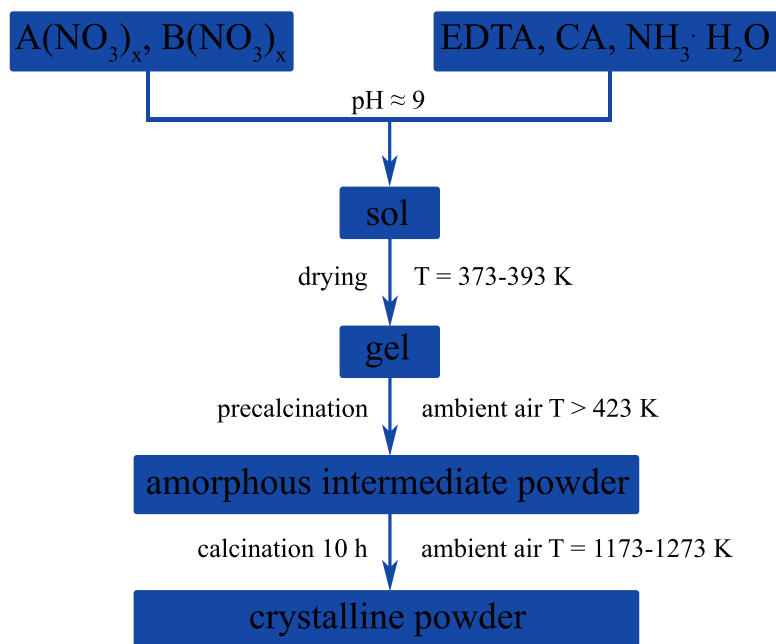 A(NO₃)ₓ, B(NO₃)ₓ
EDTA, CA, NH₃· H₂O
pH ≈ 9
sol
drying T = 373-393 K
gel
precalcination ambient air T > 423 K
amorphous intermediate powder
calcination 10 h ambient air T = 1173-1273 K
crystalline powder